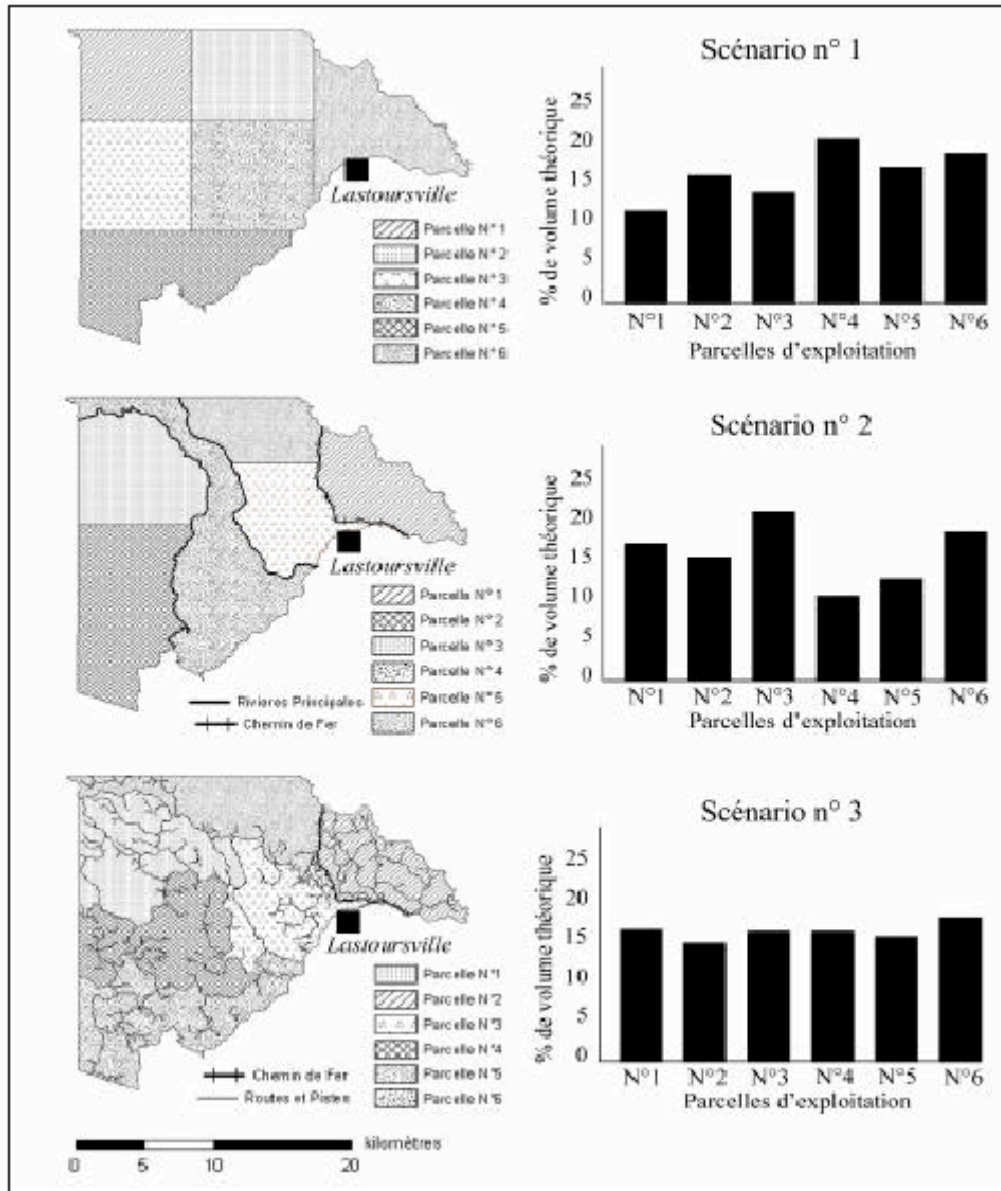 Scénario n° 1
Lastoursville
Parcelle N°1
Parcelle N°2
Parcelle N°3
Parcelle N°4
Parcelle N°5
Parcelle N°6
% de volume théorique
25
20
15
10
5
0
N°1 N°2 N°3 N°4 N°5 N°6
Parcelles d'exploitation
Scénario n° 2
Lastoursville
Parcelle N°1
Parcelle N°2
Parcelle N°3
Parcelle N°4
Parcelle N°5
Parcelle N°6
Rivieres Principales
Chemin de Fer
% de volume théorique
25
20
15
10
5
0
N°1 N°2 N°3 N°4 N°5 N°6
Parcelles d'exploitation
Scénario n° 3
Lastoursville
Parcelle N°1
Parcelle N°2
Parcelle N°3
Parcelle N°4
Parcelle N°5
Parcelle N°6
Chemin de Fer
Routes et Pistes
% de volume théorique
25
20
15
10
5
0
N°1 N°2 N°3 N°4 N°5 N°6
Parcelles d'exploitation
kilomètres
0 5 10 20